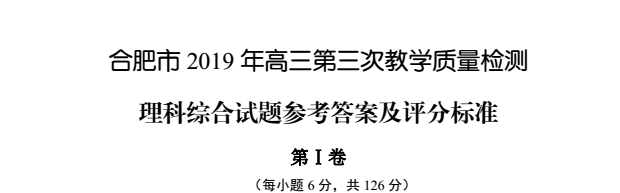 合肥市 2019 年高三第三次教学质量检测
理科综合试题参考答案及评分标准
第 Ⅰ 卷
（每小题 6 分，共 126 分）